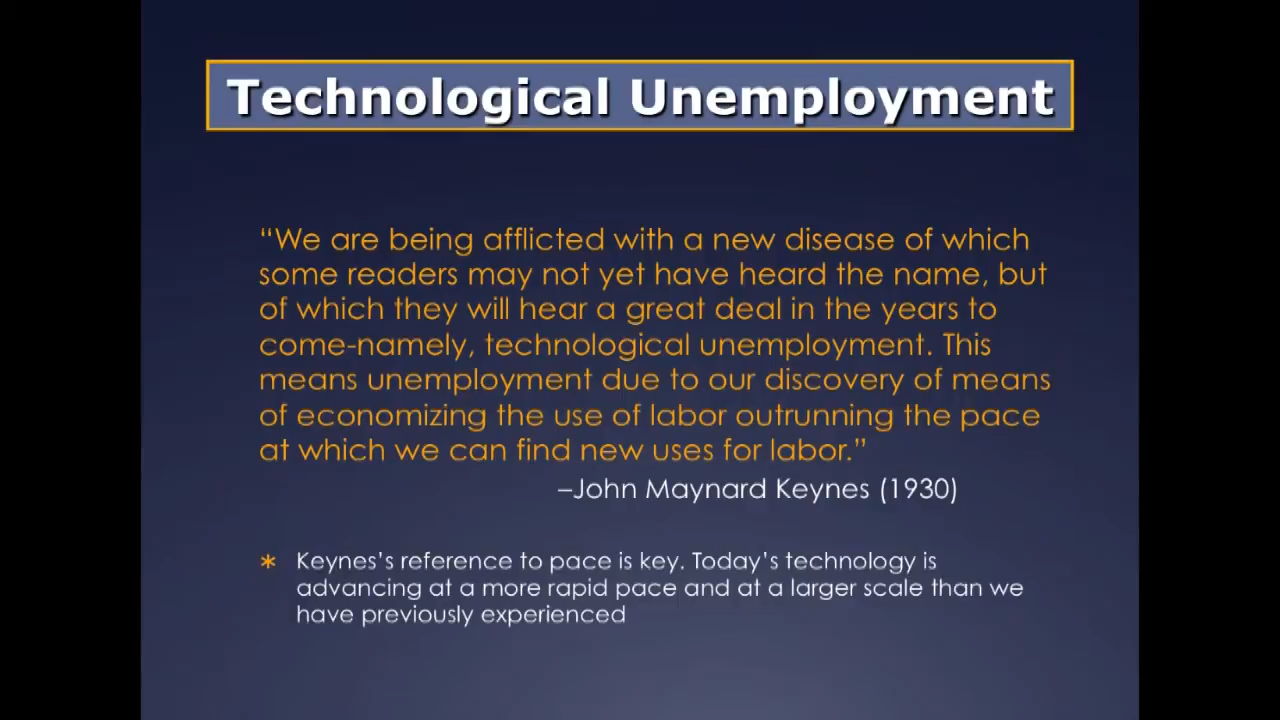 Technological Unemployment
“We are being afflicted with a new disease of which
some readers may not yet have heard the name, but
of which they will hear a great deal in the years to
come-namely, technological unemployment. This
means unemployment due to our discovery of means
of economizing the use of labor outrunning the pace
at which we can find new uses for labor.”
–John Maynard Keynes (1930)
* Keynes’s reference to pace is key. Today’s technology is
advancing at a more rapid pace and at a larger scale than we
have previously experienced